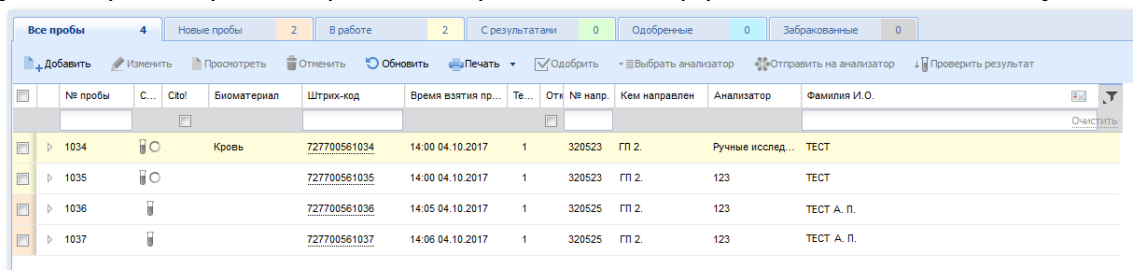 Все пробы 4 Новые пробы 2 В работе 2 С результатами 0 Одобренные 0 Забракованные 0
Добавить Изменить Просмотреть Отменить Обновить Печать Одобрить Выбрать анализатор Отправить на анализатор Проверить результат
№ пробы С... Cito! Биоматериал Штрих-код Время взятия пр... Те... Отк № напр. Кем направлен Анализатор Фамилия И.О.
Очистить
1034 Кровь 727700561034 14:00 04.10.2017 1 320523 ГП 2. Ручные исслед... ТЕСТ
1035 727700561035 14:00 04.10.2017 1 320523 ГП 2. 123 ТЕСТ
1036 727700561036 14:05 04.10.2017 1 320525 ГП 2. 123 ТЕСТ А. П.
1037 727700561037 14:06 04.10.2017 1 320525 ГП 2. 123 ТЕСТ А. П.